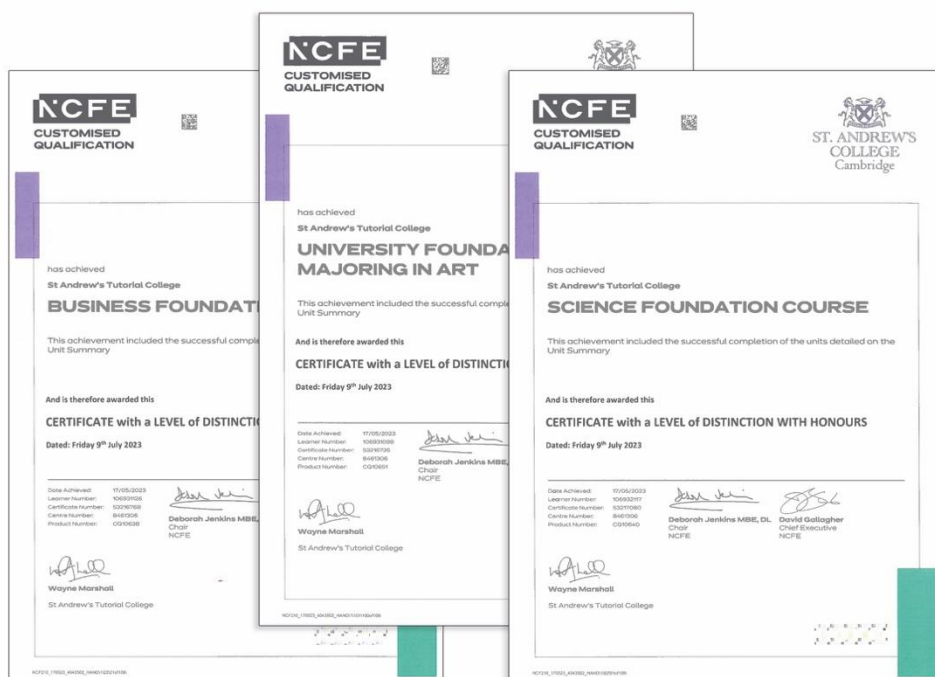 NCFE
CUSTOMISED
QUALIFICATION
has achieved
St Andrew's Tutorial College
BUSINESS FOUNDATI
This achievement included the successful comple
Unit Summary
And is therefore awarded this
CERTIFICATE with a LEVEL of DISTINCTI
Dated: Friday 9th July 2023
Date Achieved: 17/05/2023
Learner Number:
Certificate Number:
Centre Number: 8461306
Product Number:
Deborah Jenkins MBE,
Chair
NCFE
Wayne Marshall
St Andrew's Tutorial College
NCFE
CUSTOMISED
QUALIFICATION
has achieved
St Andrew's Tutorial College
UNIVERSITY FOUNDA
MAJORING IN ART
This achievement included the successful comple
Unit Summary
And is therefore awarded this
CERTIFICATE with a LEVEL of DISTINCTI
Dated: Friday 9th July 2023
Date Achieved: 17/05/2023
Learner Number:
Certificate Number:
Centre Number: 8461306
Product Number:
Deborah Jenkins MBE,
Chair
NCFE
Wayne Marshall
St Andrew's Tutorial College
NCFE
CUSTOMISED
QUALIFICATION
ST. ANDREW'S
COLLEGE
Cambridge
has achieved
St Andrew's Tutorial College
SCIENCE FOUNDATION COURSE
This achievement included the successful completion of the units detailed on the
Unit Summary
And is therefore awarded this
CERTIFICATE with a LEVEL of DISTINCTION WITH HONOURS
Dated: Friday 9th July 2023
Date Achieved: 17/05/2023
Learner Number:
Certificate Number:
Centre Number: 8461306
Product Number: CQ10640
Deborah Jenkins MBE, DL
Chair
NCFE
David Gallagher
Chief Executive
NCFE
Wayne Marshall
St Andrew's Tutorial College